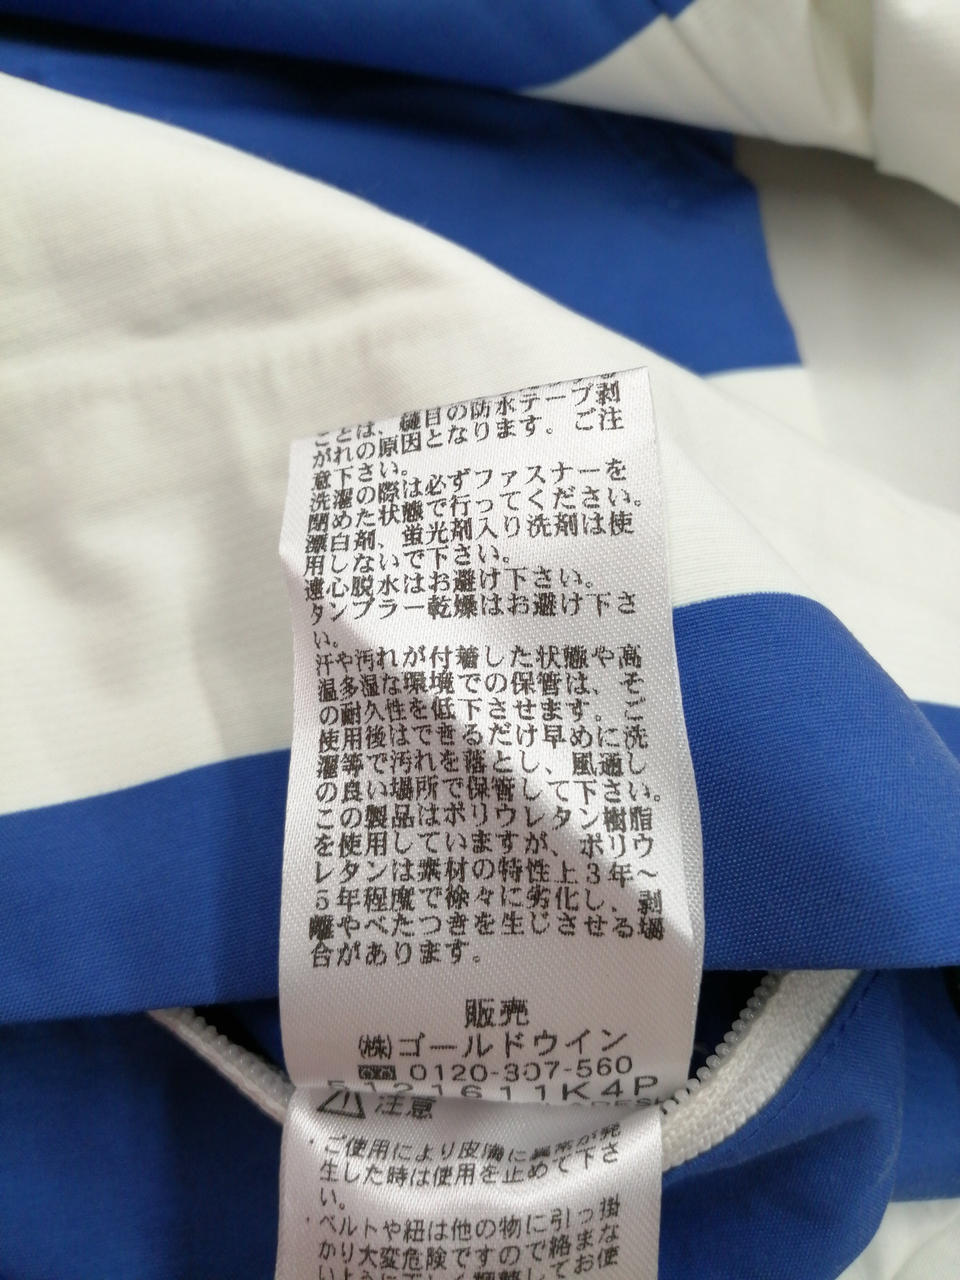 ことは、縫目の防水テープ剥
がれの原因となります。ご注
意下さい。
洗濯の際は必ずファスナーを
閉めた状態で行ってください。
漂白剤、蛍光剤入り洗剤は使
用しないで下さい。
遠心脱水はお避け下さい。
タンブラー乾燥はお避け下さ
い。
汗や汚れが付着した状態や高
温多湿な環境での保管は、そ
の耐久性を低下させます。ご
使用後はできるだけ早めに洗
濯等で汚れを落とし、風通し
の良い場所で保管して下さい。
この製品はポリウレタン樹脂
を使用していますが、ポリウ
レタンは素材の特性上3年～
5年程度で徐々に劣化し、剥
離やべたつきを生じさせる場
合があります。
販売
(株)ゴールドウイン
0120-307-560
5121611K4P
注意
・ご使用により皮膚に異常が発
生した時は使用を止めて下さ
い。
・ベルトや紐は他の物に引っ掛
かり大変危険ですので絡まな